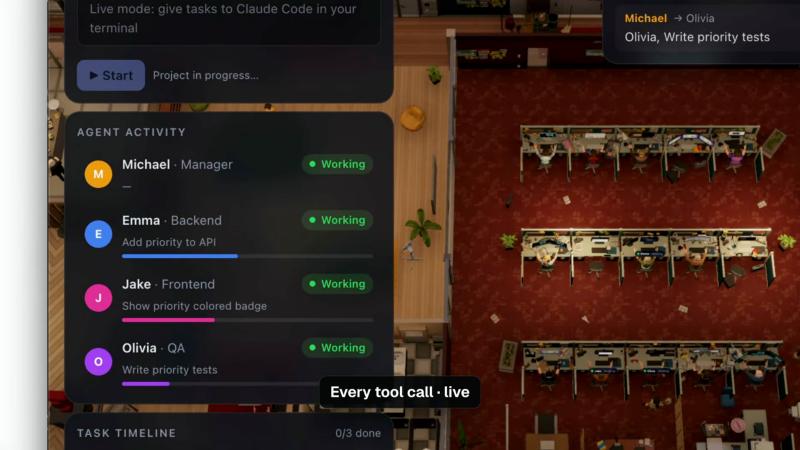 Live mode: give tasks to Claude Code in your
terminal
Start
Project in progress...
Michael → Olivia
Olivia, Write priority tests
AGENT ACTIVITY
M
Michael · Manager
Working
—
E
Emma · Backend
Working
Add priority to API
J
Jake · Frontend
Working
Show priority colored badge
O
Olivia · QA
Working
Write priority tests
Every tool call · live
TASK TIMELINE
0/3 done